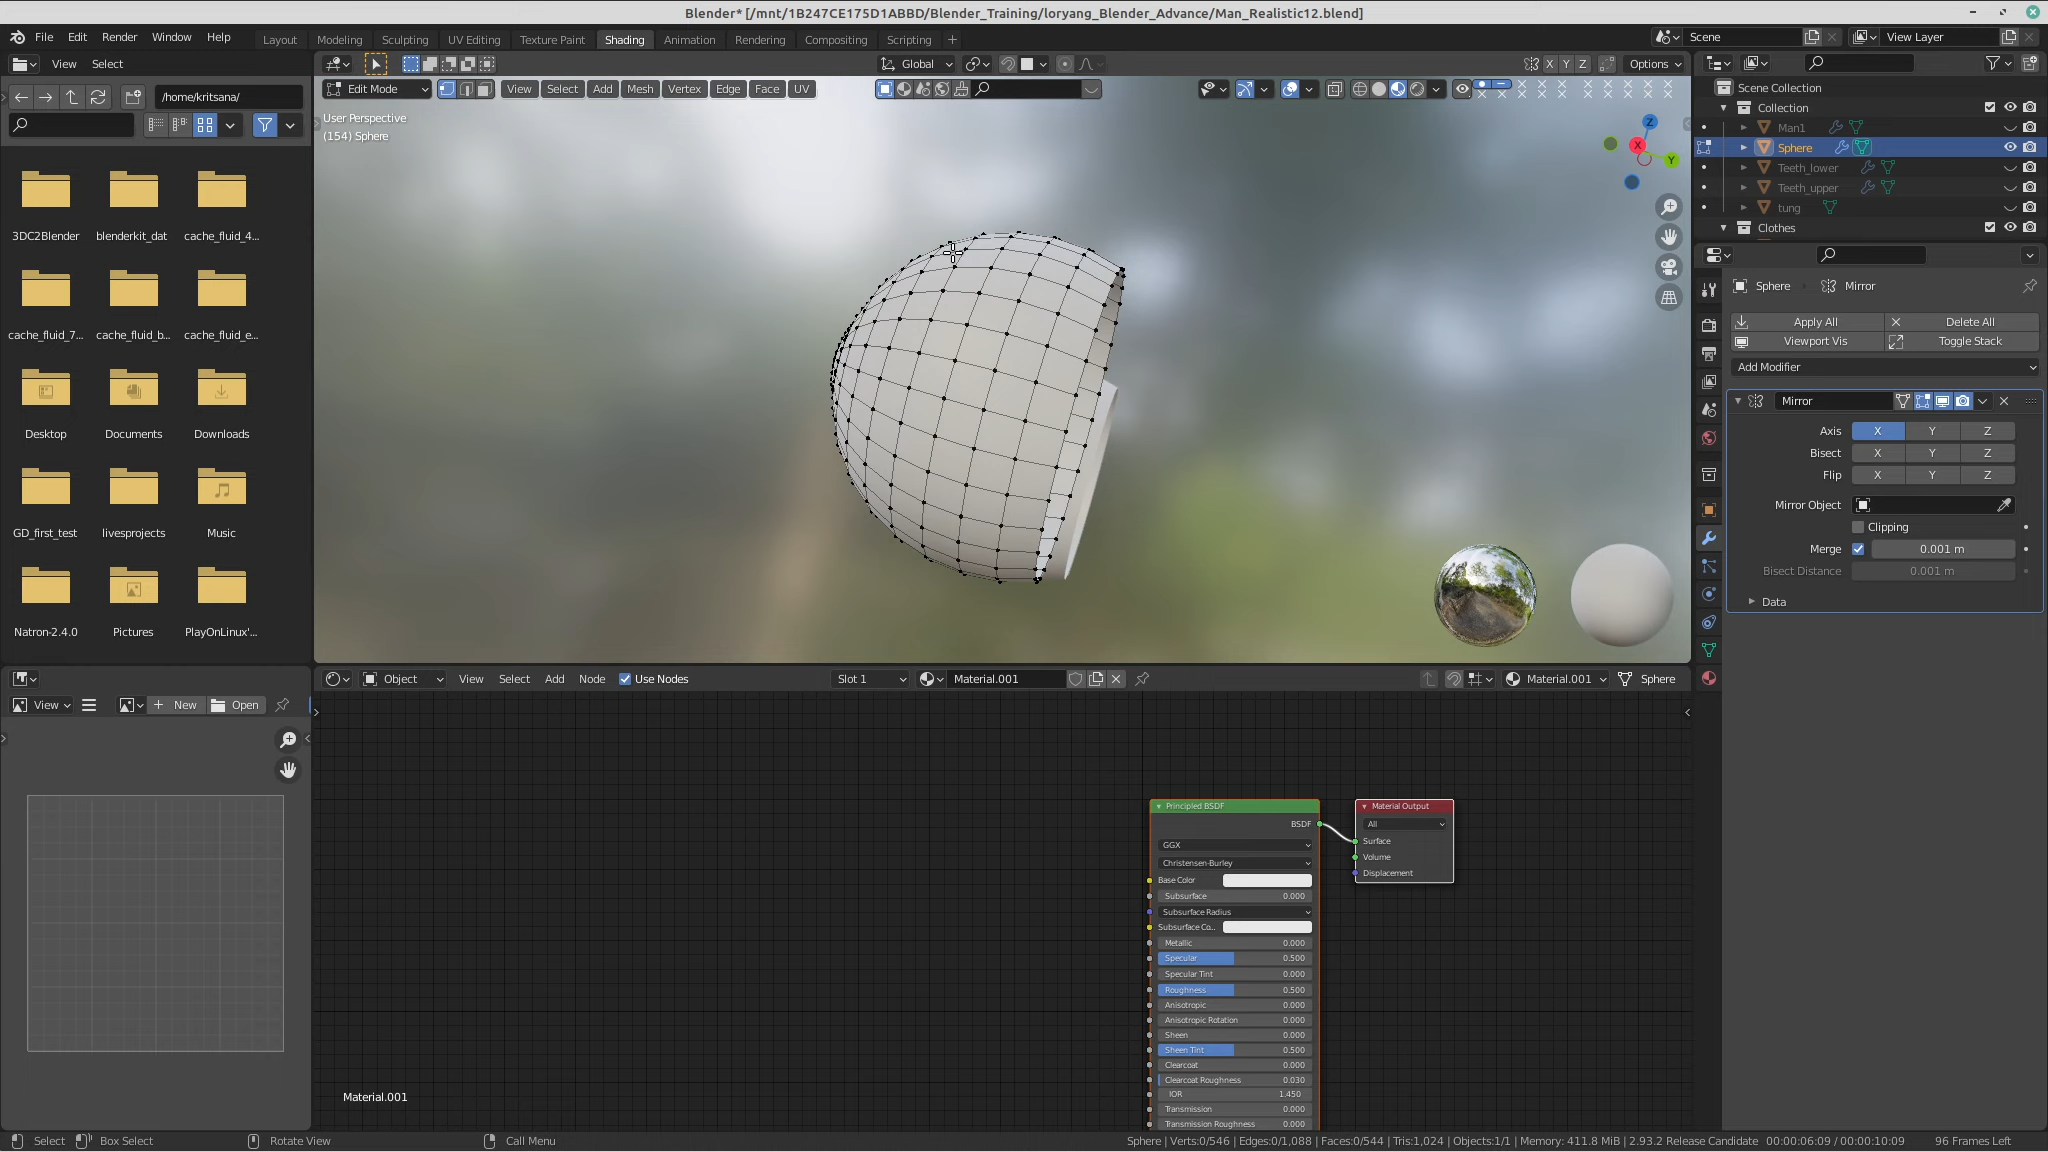 Blender* [/mnt/1B247CE175D1ABBD/Blender_Training/loryang_Blender_Advance/Man_Realistic12.blend]
File Edit Render Window Help
Layout Modeling Sculpting UV Editing Texture Paint Shading Animation Rendering Compositing Scripting +
Scene View Layer
View Select
Global
X Y Z
Options
/home/kritsana/
Edit Mode
View Select Add Mesh Vertex Edge Face UV
User Perspective
(154) Sphere
Z
X
Y
3DC2Blender blenderkit_dat cache_fluid_4...
cache_fluid_7... cache_fluid_b... cache_fluid_e...
Desktop Documents Downloads
GD_first_test livesprojects Music
Natron-2.4.0 Pictures PlayOnLinux'...
Scene Collection
Collection
Man1
Sphere
Teeth_lower
Teeth_upper
tung
Clothes
Sphere Mirror
Apply All Delete All
Viewport Vis Toggle Stack
Add Modifier
Mirror
Axis X Y Z
Bisect X Y Z
Flip X Y Z
Mirror Object
Clipping
Merge 0.001 m
Bisect Distance 0.001 m
Data
View New Open
Object View Select Add Node Use Nodes Slot 1 Material.001 Material.001 Sphere
Principled BSDF
BSDF
GGX
Christensen-Burley
Base Color
Subsurface 0.000
Subsurface Radius
Subsurface Co...
Metallic 0.000
Specular 0.500
Specular Tint 0.000
Roughness 0.500
Anisotropic 0.000
Anisotropic Rotation 0.000
Sheen 0.000
Sheen Tint 0.500
Clearcoat 0.000
Clearcoat Roughness 0.030
IOR 1.450
Transmission 0.000
Transmission Roughness 0.000
Material Output
All
Surface
Volume
Displacement
Material.001
Select Box Select Rotate View Call Menu
Sphere | Verts:0/546 | Edges:0/1,088 | Faces:0/544 | Tris:1,024 | Objects:1/1 | Memory: 411.8 MiB | 2.93.2 Release Candidate 00:00:06:09 / 00:00:10:09 96 Frames Left